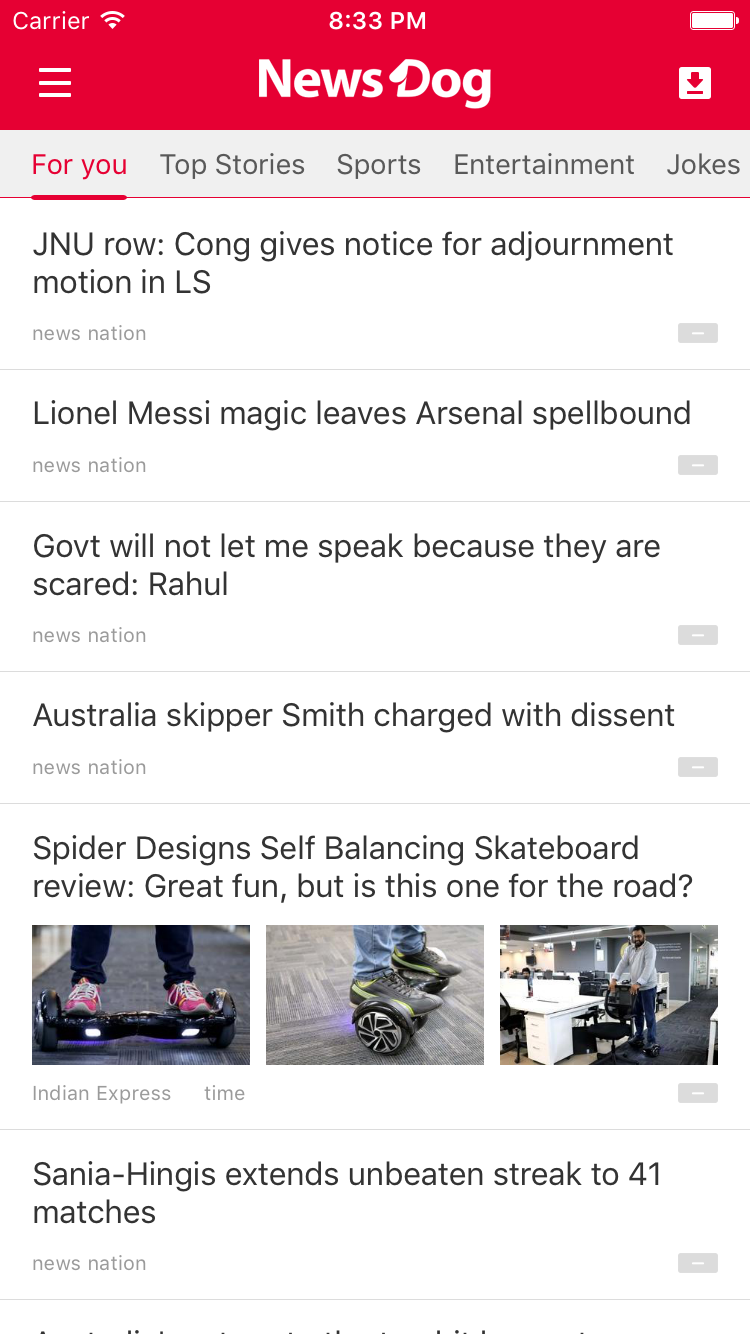 Carrier 8:33 PM
News Dog
For you Top Stories Sports Entertainment Jokes
JNU row: Cong gives notice for adjournment
motion in LS
news nation
Lionel Messi magic leaves Arsenal spellbound
news nation
Govt will not let me speak because they are
scared: Rahul
news nation
Australia skipper Smith charged with dissent
news nation
Spider Designs Self Balancing Skateboard
review: Great fun, but is this one for the road?
Indian Express time
Sania-Hingis extends unbeaten streak to 41
matches
news nation